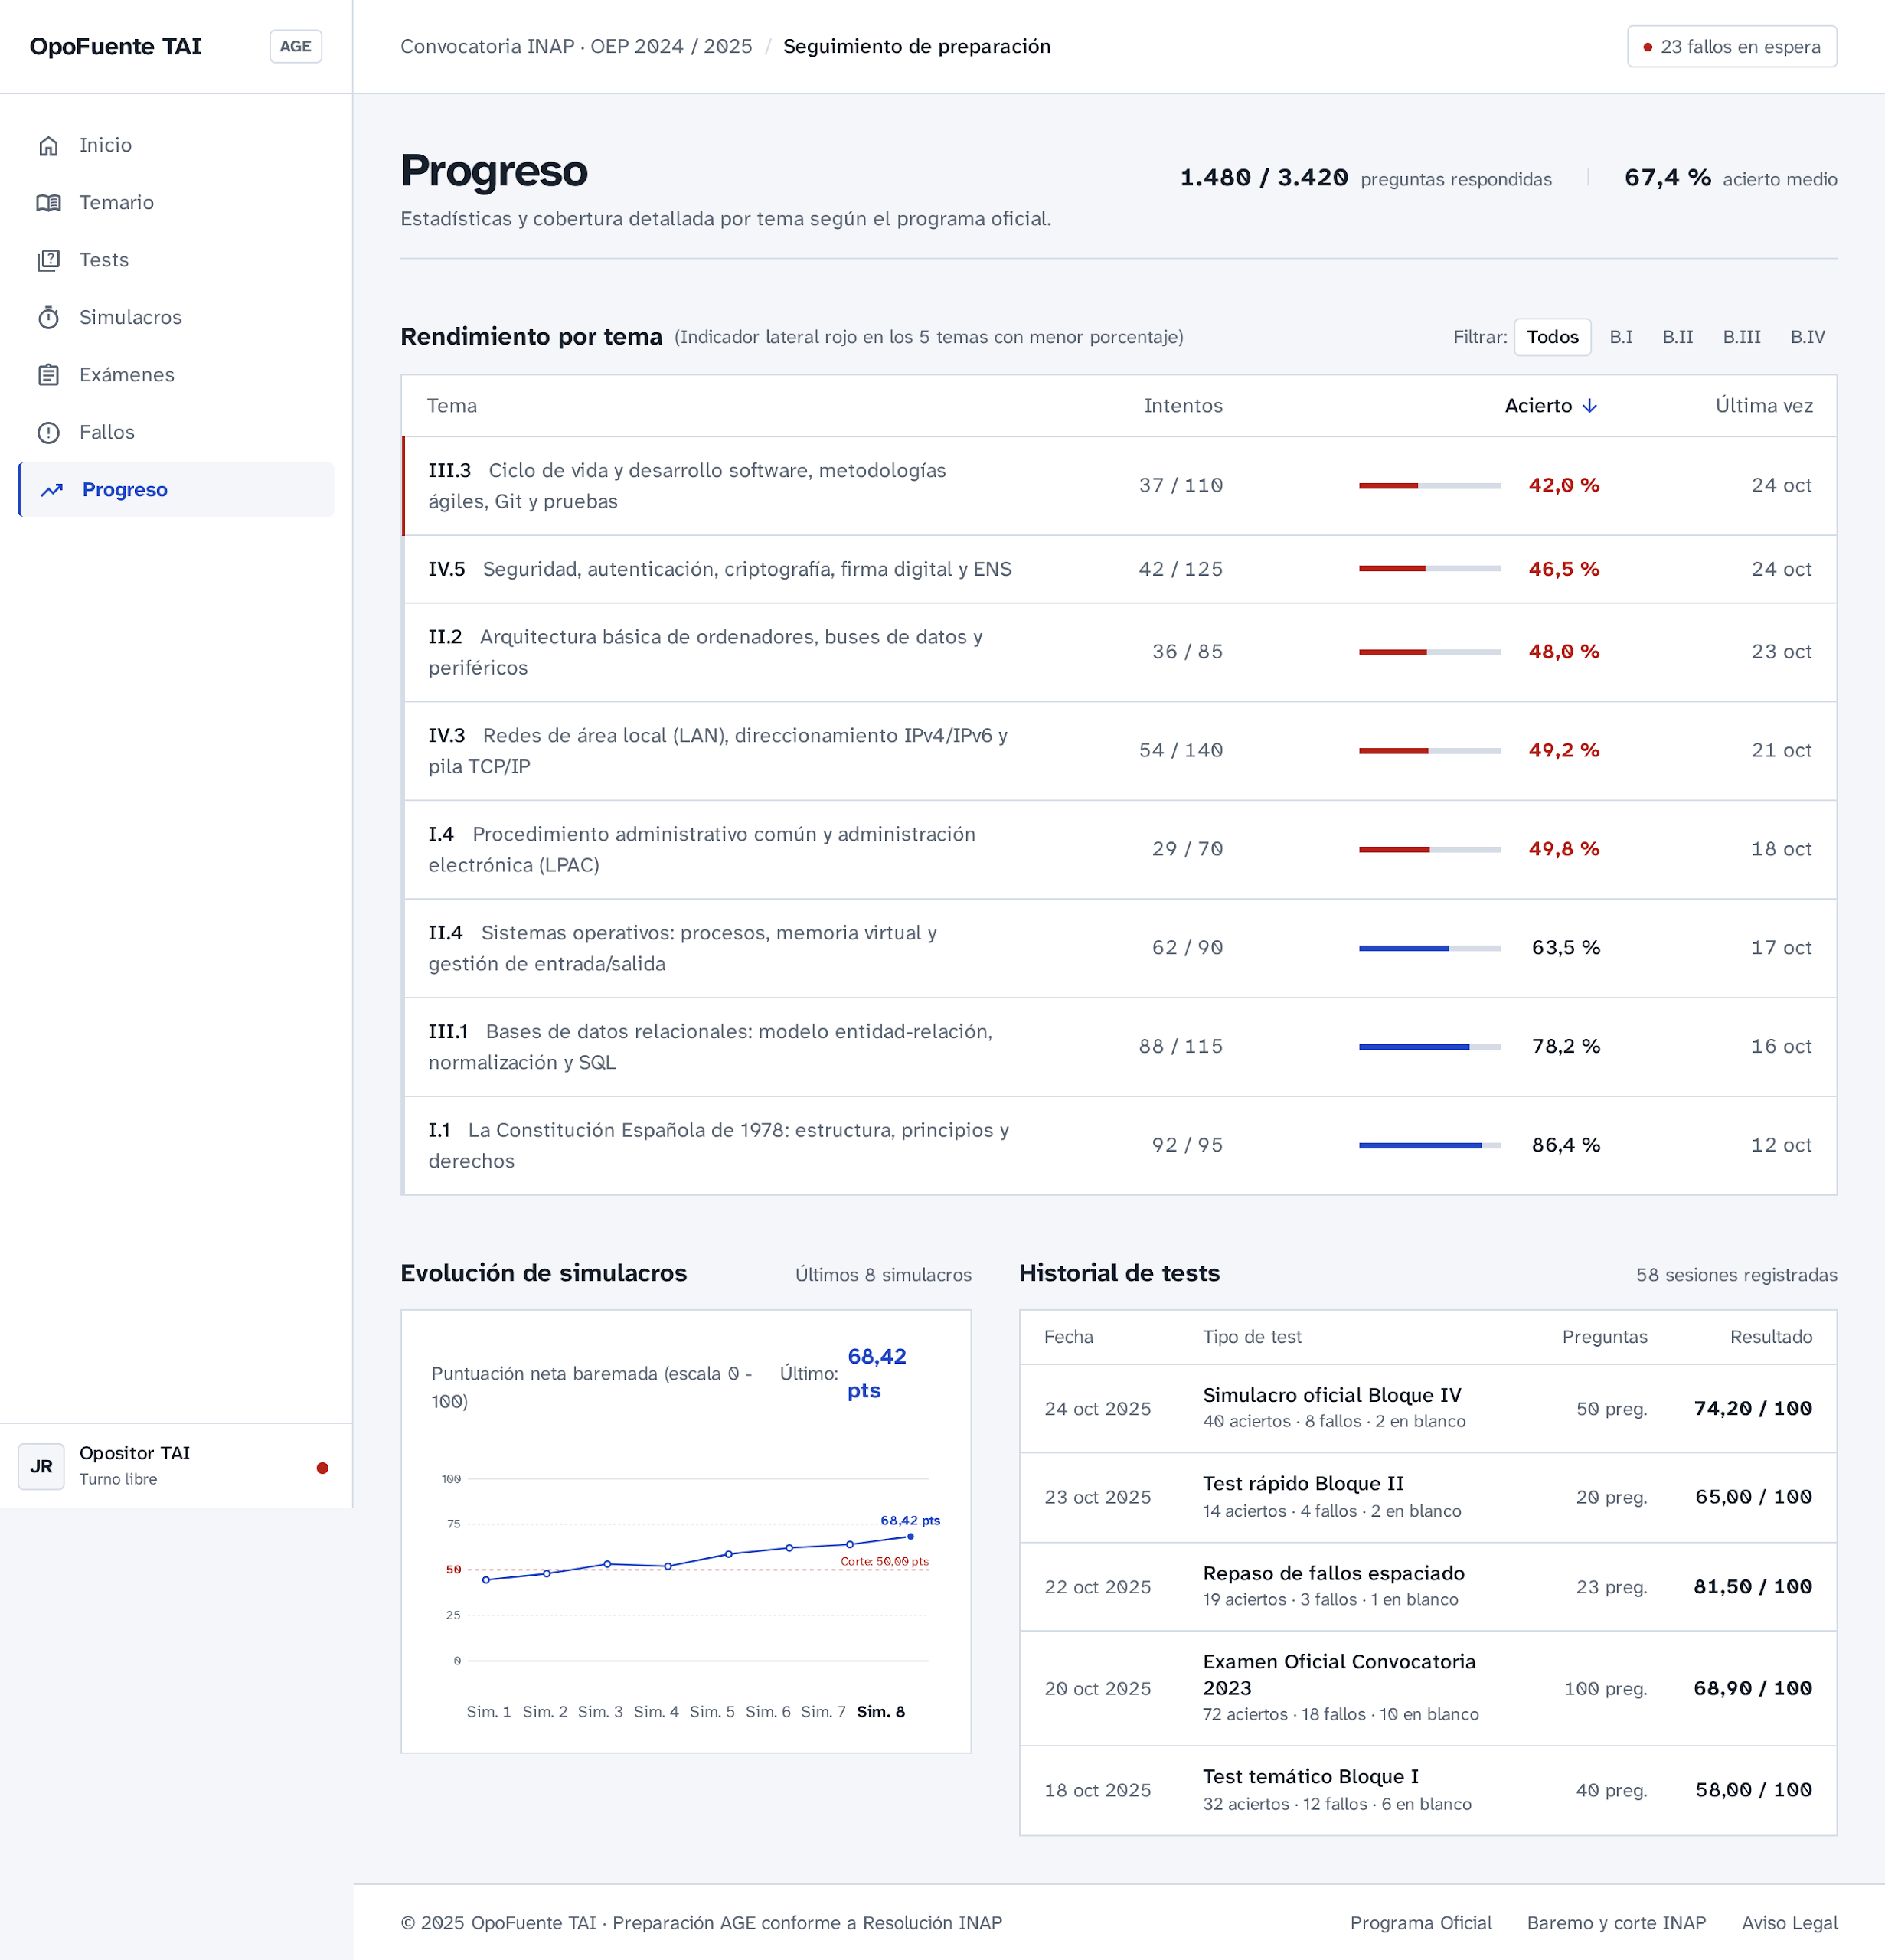 OpoFuente TAI
AGE
Convocatoria INAP · OEP 2024 / 2025 / Seguimiento de preparación
23 fallos en espera
Inicio
Temario
Tests
Simulacros
Exámenes
Fallos
Progreso
JR
Opositor TAI
Turno libre
Progreso
Estadísticas y cobertura detallada por tema según el programa oficial.
1.480 / 3.420 preguntas respondidas
67,4 % acierto medio
Rendimiento por tema (Indicador lateral rojo en los 5 temas con menor porcentaje)
Filtrar: Todos B.I B.II B.III B.IV
Tema Intentos Acierto ↓ Última vez
III.3 Ciclo de vida y desarrollo software, metodologías
ágiles, Git y pruebas
37 / 110 42,0 % 24 oct
IV.5 Seguridad, autenticación, criptografía, firma digital y ENS
42 / 125 46,5 % 24 oct
II.2 Arquitectura básica de ordenadores, buses de datos y
periféricos
36 / 85 48,0 % 23 oct
IV.3 Redes de área local (LAN), direccionamiento IPv4/IPv6 y
pila TCP/IP
54 / 140 49,2 % 21 oct
I.4 Procedimiento administrativo común y administración
electrónica (LPAC)
29 / 70 49,8 % 18 oct
II.4 Sistemas operativos: procesos, memoria virtual y
gestión de entrada/salida
62 / 90 63,5 % 17 oct
III.1 Bases de datos relacionales: modelo entidad-relación,
normalización y SQL
88 / 115 78,2 % 16 oct
I.1 La Constitución Española de 1978: estructura, principios y
derechos
92 / 95 86,4 % 12 oct
Evolución de simulacros
Últimos 8 simulacros
Puntuación neta baremada (escala 0 -
100)
Último:
68,42
pts
100
75
50
25
0
68,42 pts
Corte: 50,00 pts
Sim. 1 Sim. 2 Sim. 3 Sim. 4 Sim. 5 Sim. 6 Sim. 7 Sim. 8
Historial de tests
58 sesiones registradas
Fecha Tipo de test Preguntas Resultado
24 oct 2025
Simulacro oficial Bloque IV
40 aciertos · 8 fallos · 2 en blanco
50 preg. 74,20 / 100
23 oct 2025
Test rápido Bloque II
14 aciertos · 4 fallos · 2 en blanco
20 preg. 65,00 / 100
22 oct 2025
Repaso de fallos espaciado
19 aciertos · 3 fallos · 1 en blanco
23 preg. 81,50 / 100
20 oct 2025
Examen Oficial Convocatoria
2023
72 aciertos · 18 fallos · 10 en blanco
100 preg. 68,90 / 100
18 oct 2025
Test temático Bloque I
32 aciertos · 12 fallos · 6 en blanco
40 preg. 58,00 / 100
© 2025 OpoFuente TAI · Preparación AGE conforme a Resolución INAP
Programa Oficial Baremo y corte INAP Aviso Legal